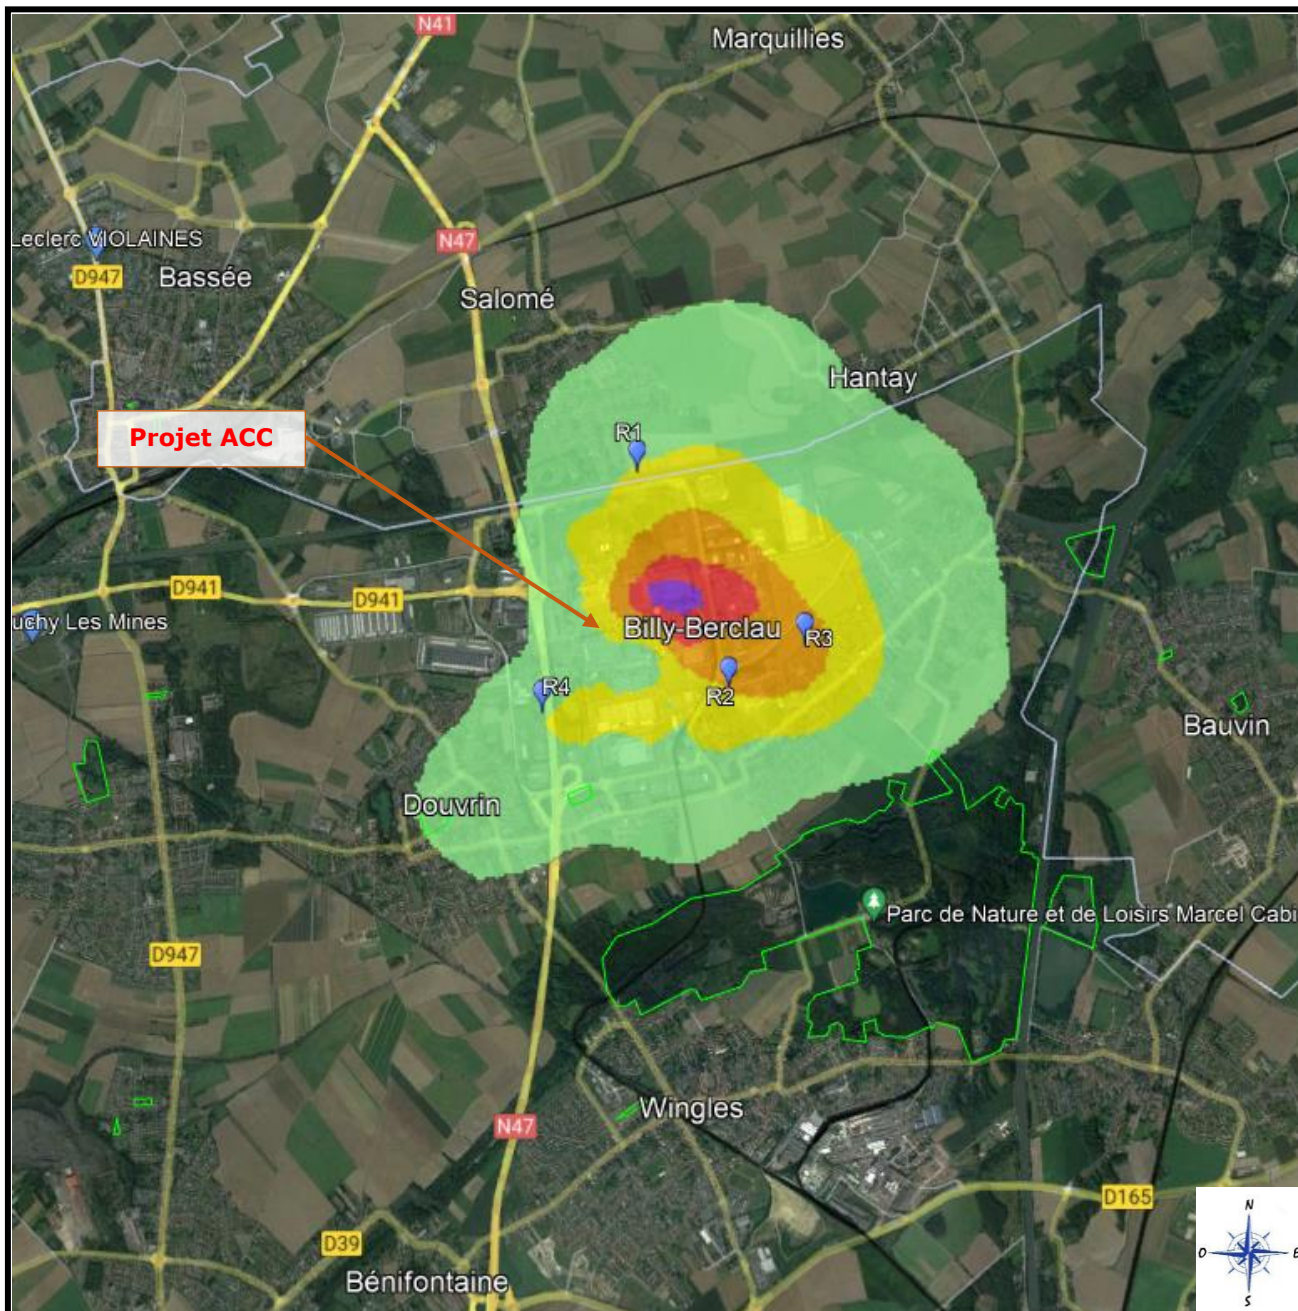 N41
Marquillies
Leclerc VIOLAINES
N47
D947
Bassée
Salomé
Hantay
Projet ACC
R1
D941
D941
uchy Les Mines
Billy-Berclau
R3
R4
R2
Bauvin
Douvrin
Parc de Nature et de Loisirs Marcel Cabi
D947
Wingles
N47
D165
D39
Bénifontaine
N
O
E
S